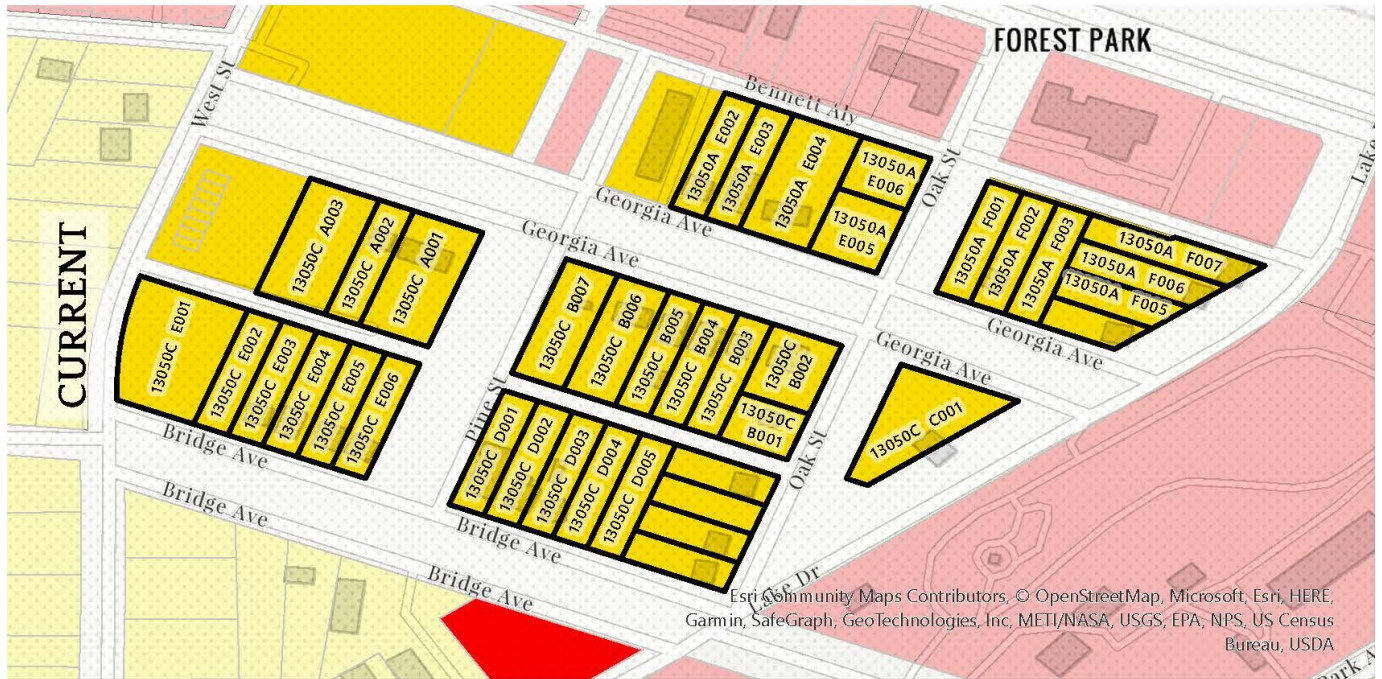 FOREST PARK
West St
Bennett Aly
Oak St
Lake
CURRENT
Georgia Ave
13050A E002
13050A E003
13050A E004
13050A
E006
13050A
E005
13050A F001
13050A F002
13050A F003
13050A F007
13050A F006
13050A F005
Georgia Ave
Georgia Ave
Georgia Ave
13050C A003
13050C A002
13050C A001
13050C B007
13050C B006
13050C B005
13050C B004
13050C B003
13050C
B002
13050C
B001
13050C C001
13050C E001
13050C E002
13050C E003
13050C E004
13050C E005
13050C E006
Pine St
Oak St
13050C D001
13050C D002
13050C D003
13050C D004
13050C D005
Bridge Ave
Bridge Ave
Bridge Ave
Bridge Ave
Lake Dr
Park A
Esri Community Maps Contributors, © OpenStreetMap, Microsoft, Esri, HERE,
Garmin, SafeGraph, GeoTechnologies, Inc, METI/NASA, USGS, EPA, NPS, US Census
Bureau, USDA